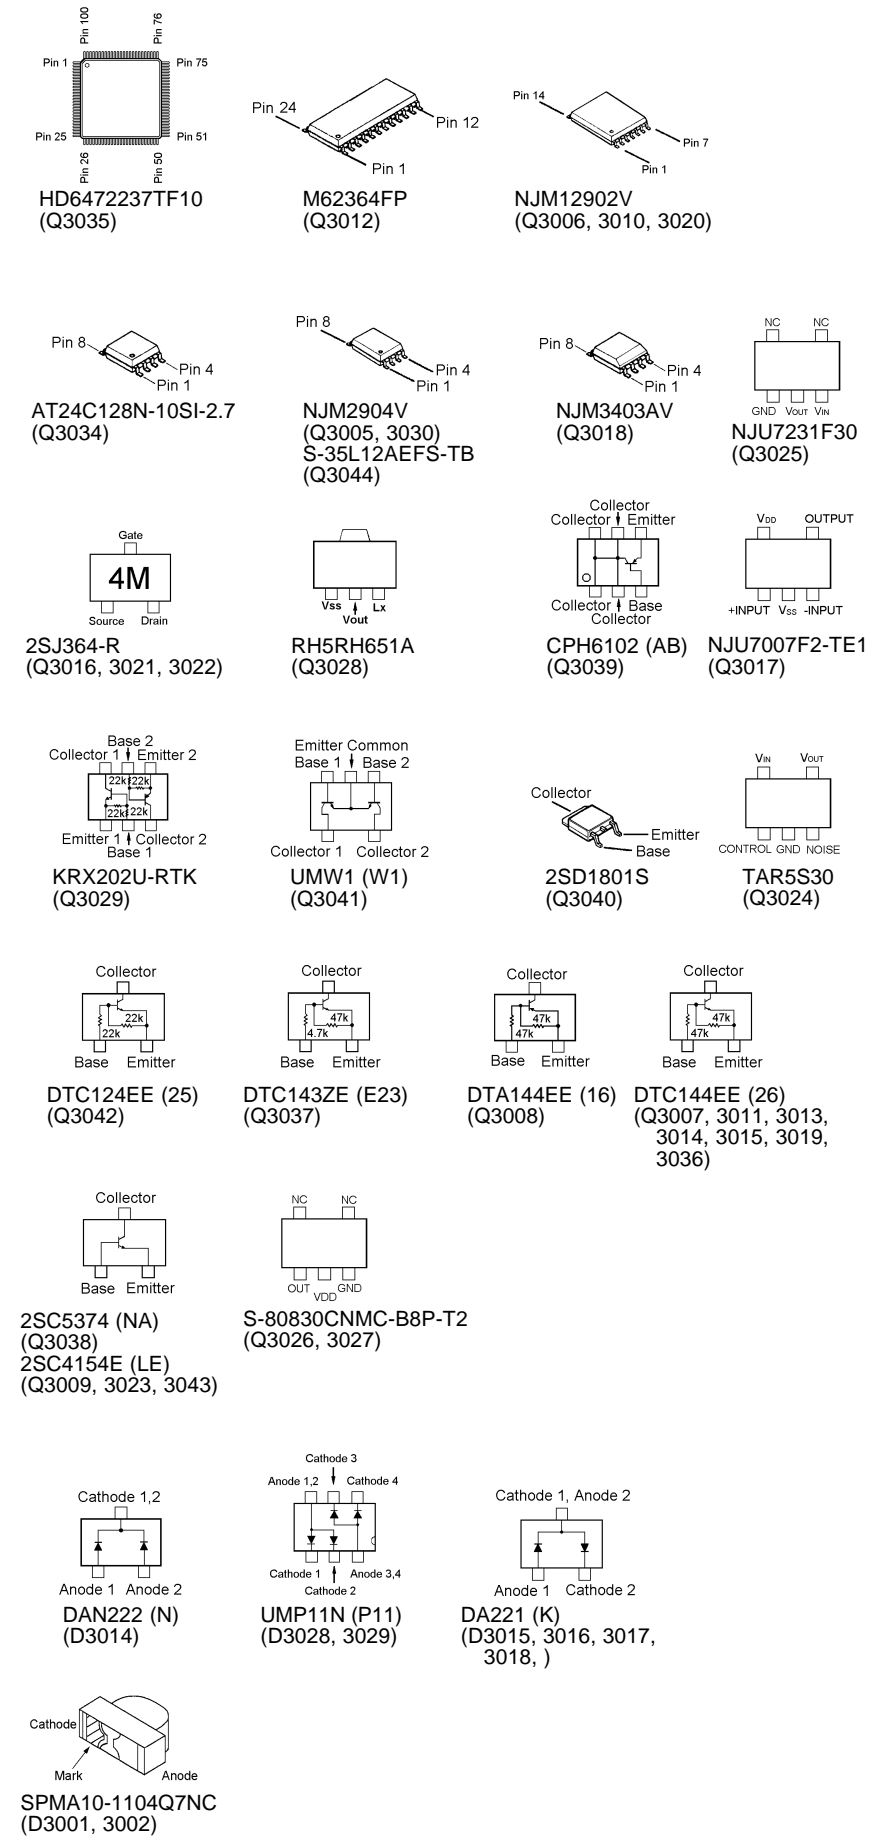 Pin 100
Pin 76
Pin 1
Pin 75
Pin 25
Pin 51
Pin 26
Pin 50
HD6472237TF10
(Q3035)
Pin 24
Pin 12
Pin 1
M62364FP
(Q3012)
Pin 14
Pin 7
Pin 1
NJM12902V
(Q3006, 3010, 3020)
Pin 8
Pin 4
Pin 1
AT24C128N-10SI-2.7
(Q3034)
Pin 8
Pin 4
Pin 1
NJM2904V
(Q3005, 3030)
S-35L12AEFS-TB
(Q3044)
Pin 8
Pin 4
Pin 1
NJM3403AV
(Q3018)
NC NC
GND VOUT VIN
NJU7231F30
(Q3025)
Gate
4M
Source Drain
2SJ364-R
(Q3016, 3021, 3022)
Vss Lx
Vout
RH5RH651A
(Q3028)
Collector
Collector Emitter
Collector Base
Collector
CPH6102 (AB)
(Q3039)
VDD OUTPUT
+INPUT VSS -INPUT
NJU7007F2-TE1
(Q3017)
Base 2
Collector 1 Emitter 2
22k 22k
22k 22k
Emitter 1 Collector 2
Base 1
KRX202U-RTK
(Q3029)
Emitter Common
Base 1 Base 2
Collector 1 Collector 2
UMW1 (W1)
(Q3041)
Collector
Emitter
Base
2SD1801S
(Q3040)
VIN VOUT
CONTROL GND NOISE
TAR5S30
(Q3024)
Collector
22k
22k
Base Emitter
DTC124EE (25)
(Q3042)
Collector
47k
4.7k
Base Emitter
DTC143ZE (E23)
(Q3037)
Collector
47k
47k
Base Emitter
DTA144EE (16)
(Q3008)
Collector
47k
47k
Base Emitter
DTC144EE (26)
(Q3007, 3011, 3013,
3014, 3015, 3019,
3036)
Collector
Base Emitter
2SC5374 (NA)
(Q3038)
2SC4154E (LE)
(Q3009, 3023, 3043)
NC NC
OUT VDD GND
S-80830CNMC-B8P-T2
(Q3026, 3027)
Cathode 1,2
Anode 1 Anode 2
DAN222 (N)
(D3014)
Cathode 3
Anode 1,2 Cathode 4
Cathode 1 Anode 3,4
Cathode 2
UMP11N (P11)
(D3028, 3029)
Cathode 1, Anode 2
Anode 1 Cathode 2
DA221 (K)
(D3015, 3016, 3017,
3018, )
Cathode
Mark
Anode
SPMA10-1104Q7NC
(D3001, 3002)